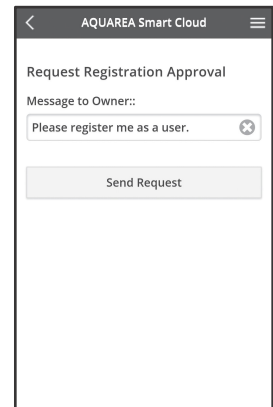 AQUAREA Smart Cloud
Request Registration Approval
Message to Owner::
Please register me as a user.
Send Request